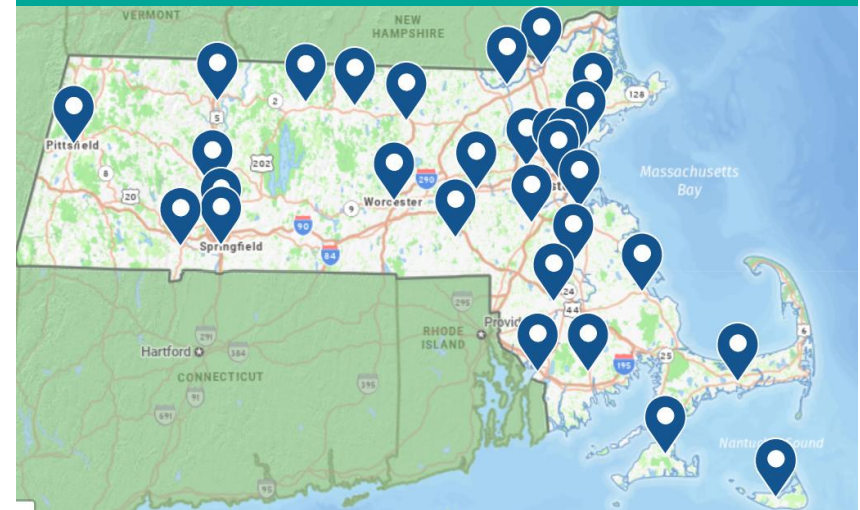 VERMONT
NEW
HAMPSHIRE
2
128
5
Pittsfield
202
8
290
Massachusetts
Bay
20
9
Worcester
90
Springfield
84
24
44
295
RHODE
ISLAND
6
291
Hartford
384
25
195
CONNECTICUT
395
91
691
Sound
95